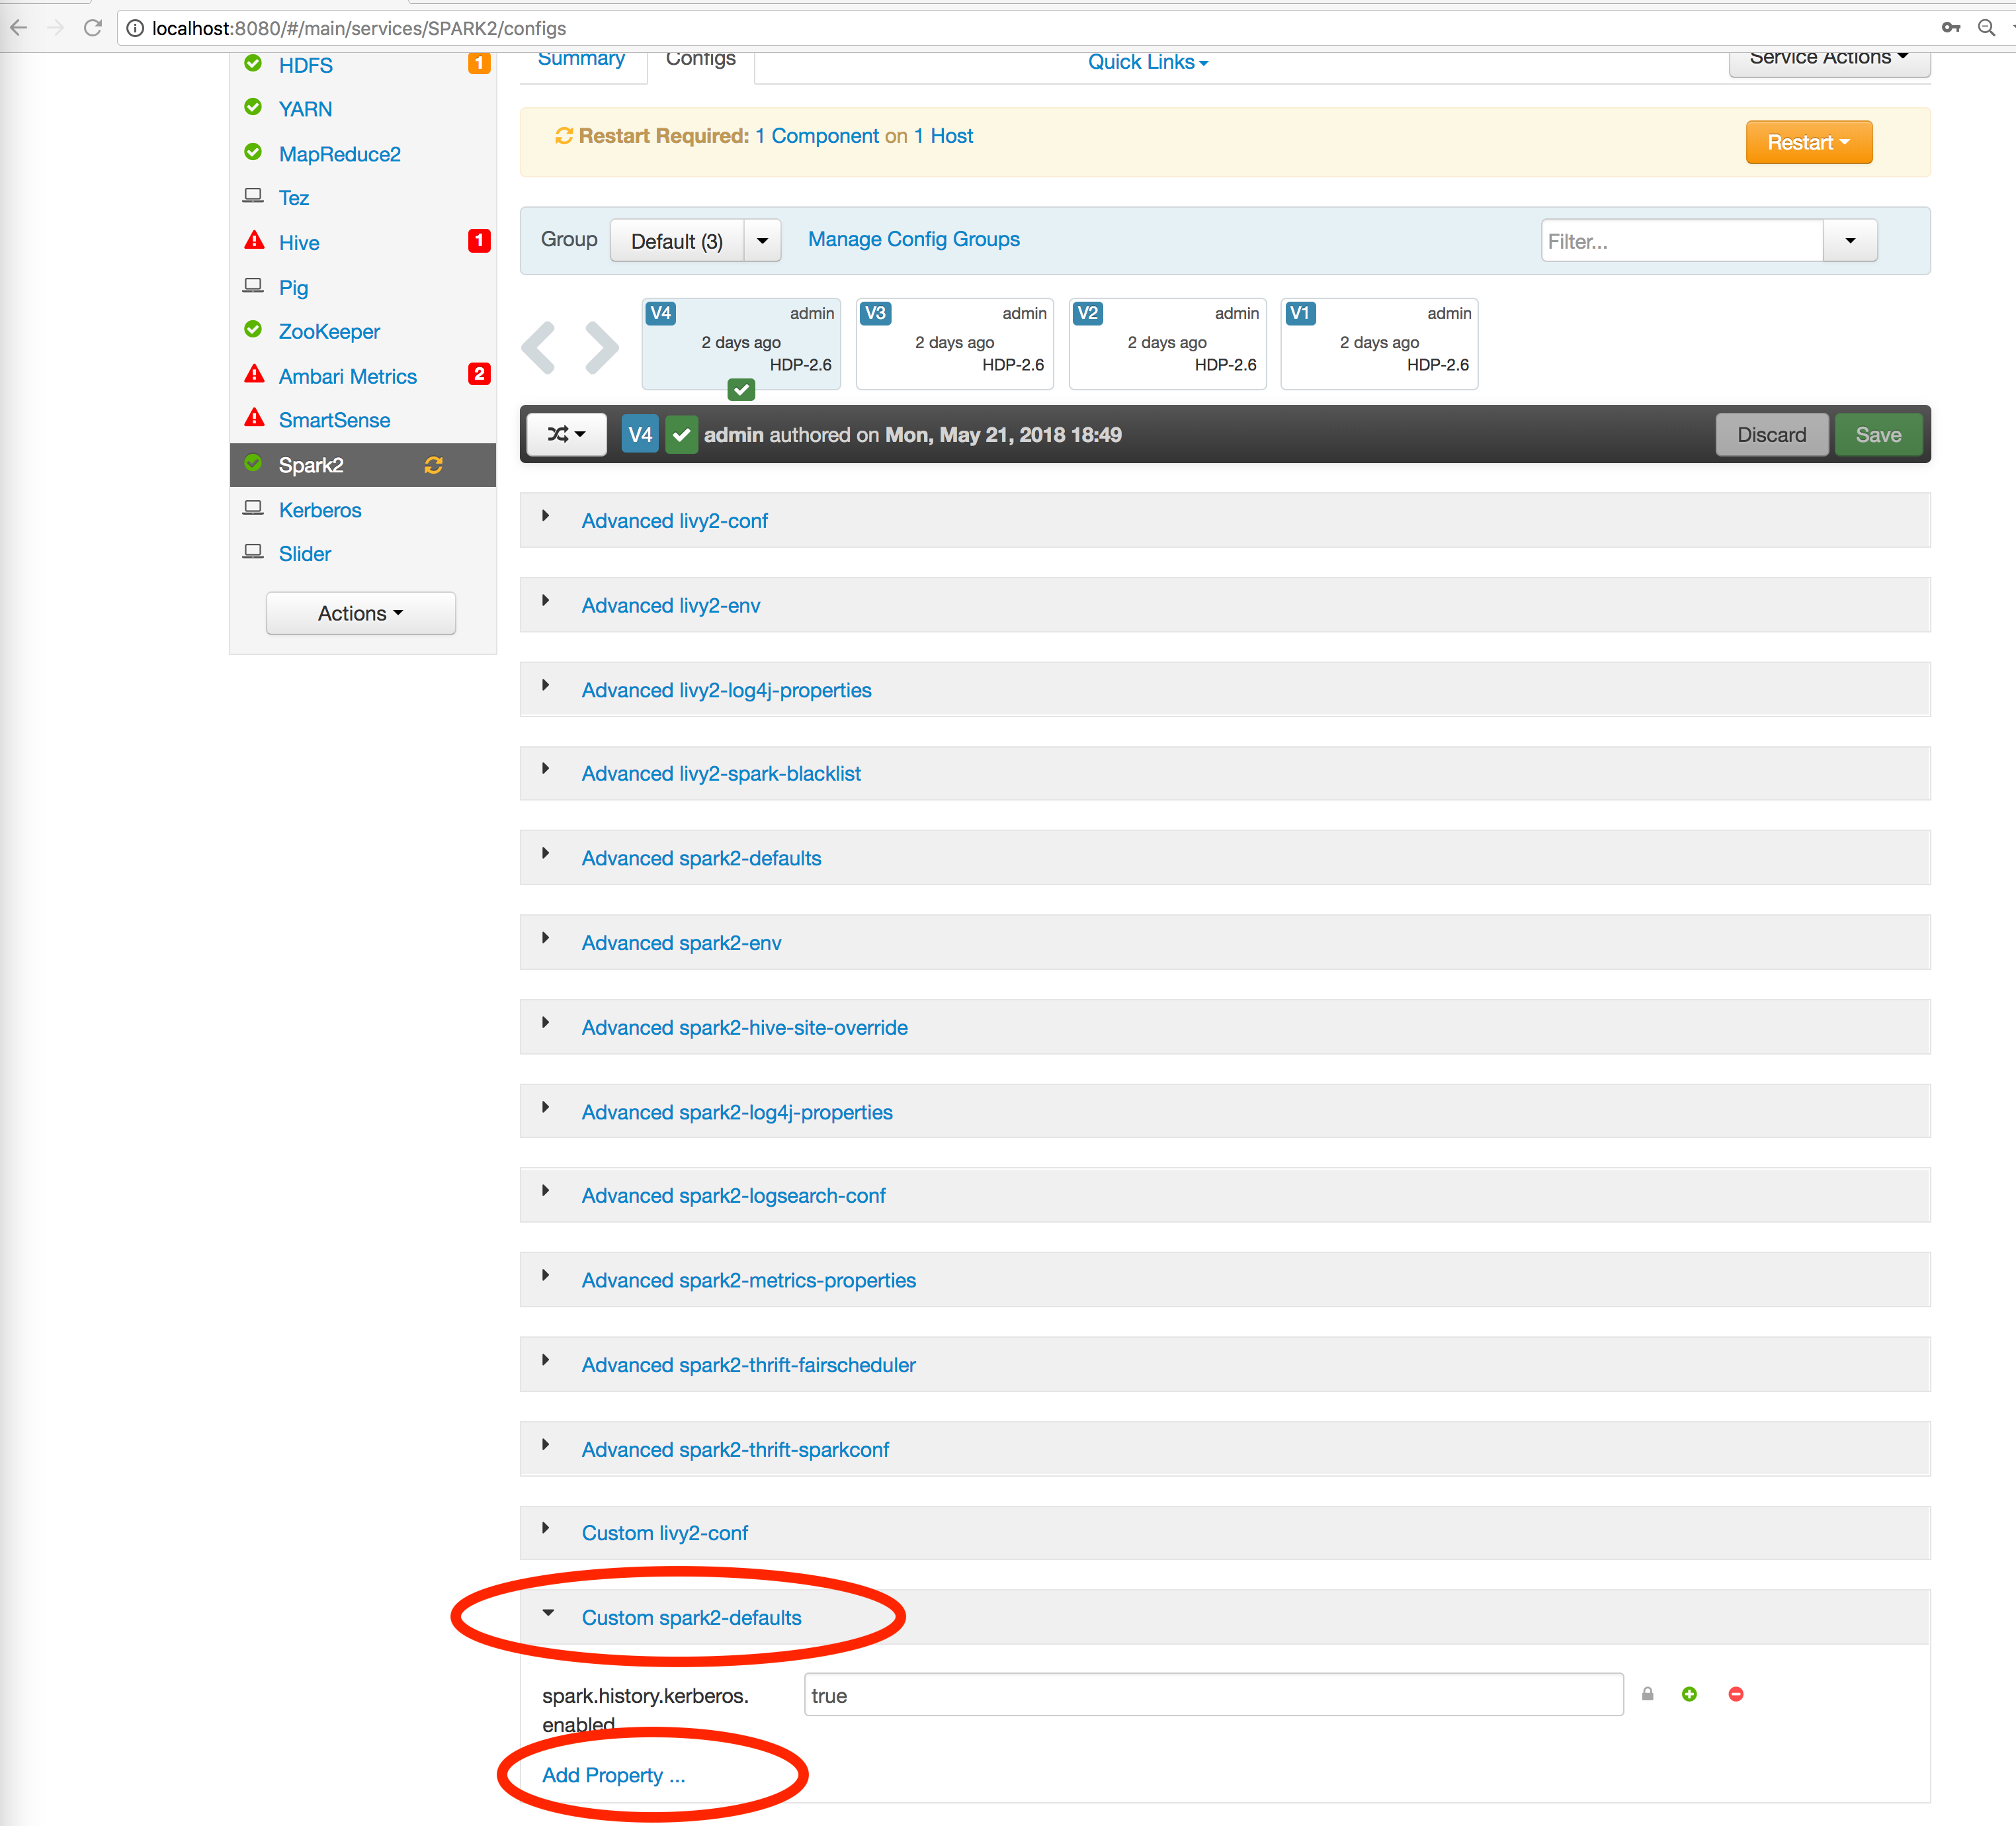 localhost:8080/#/main/services/SPARK2/configs
HDFS 1
YARN
MapReduce2
Tez
Hive 1
Pig
ZooKeeper
Ambari Metrics 2
SmartSense
Spark2
Kerberos
Slider
Actions
Summary Configs Quick Links Service Actions
Restart Required: 1 Component on 1 Host Restart
Group Default (3) Manage Config Groups Filter...
V4 admin
2 days ago
HDP-2.6
V3 admin
2 days ago
HDP-2.6
V2 admin
2 days ago
HDP-2.6
V1 admin
2 days ago
HDP-2.6
V4 admin authored on Mon, May 21, 2018 18:49 Discard Save
Advanced livy2-conf
Advanced livy2-env
Advanced livy2-log4j-properties
Advanced livy2-spark-blacklist
Advanced spark2-defaults
Advanced spark2-env
Advanced spark2-hive-site-override
Advanced spark2-log4j-properties
Advanced spark2-logsearch-conf
Advanced spark2-metrics-properties
Advanced spark2-thrift-fairscheduler
Advanced spark2-thrift-sparkconf
Custom livy2-conf
Custom spark2-defaults
spark.history.kerberos. true
enabled
Add Property ...